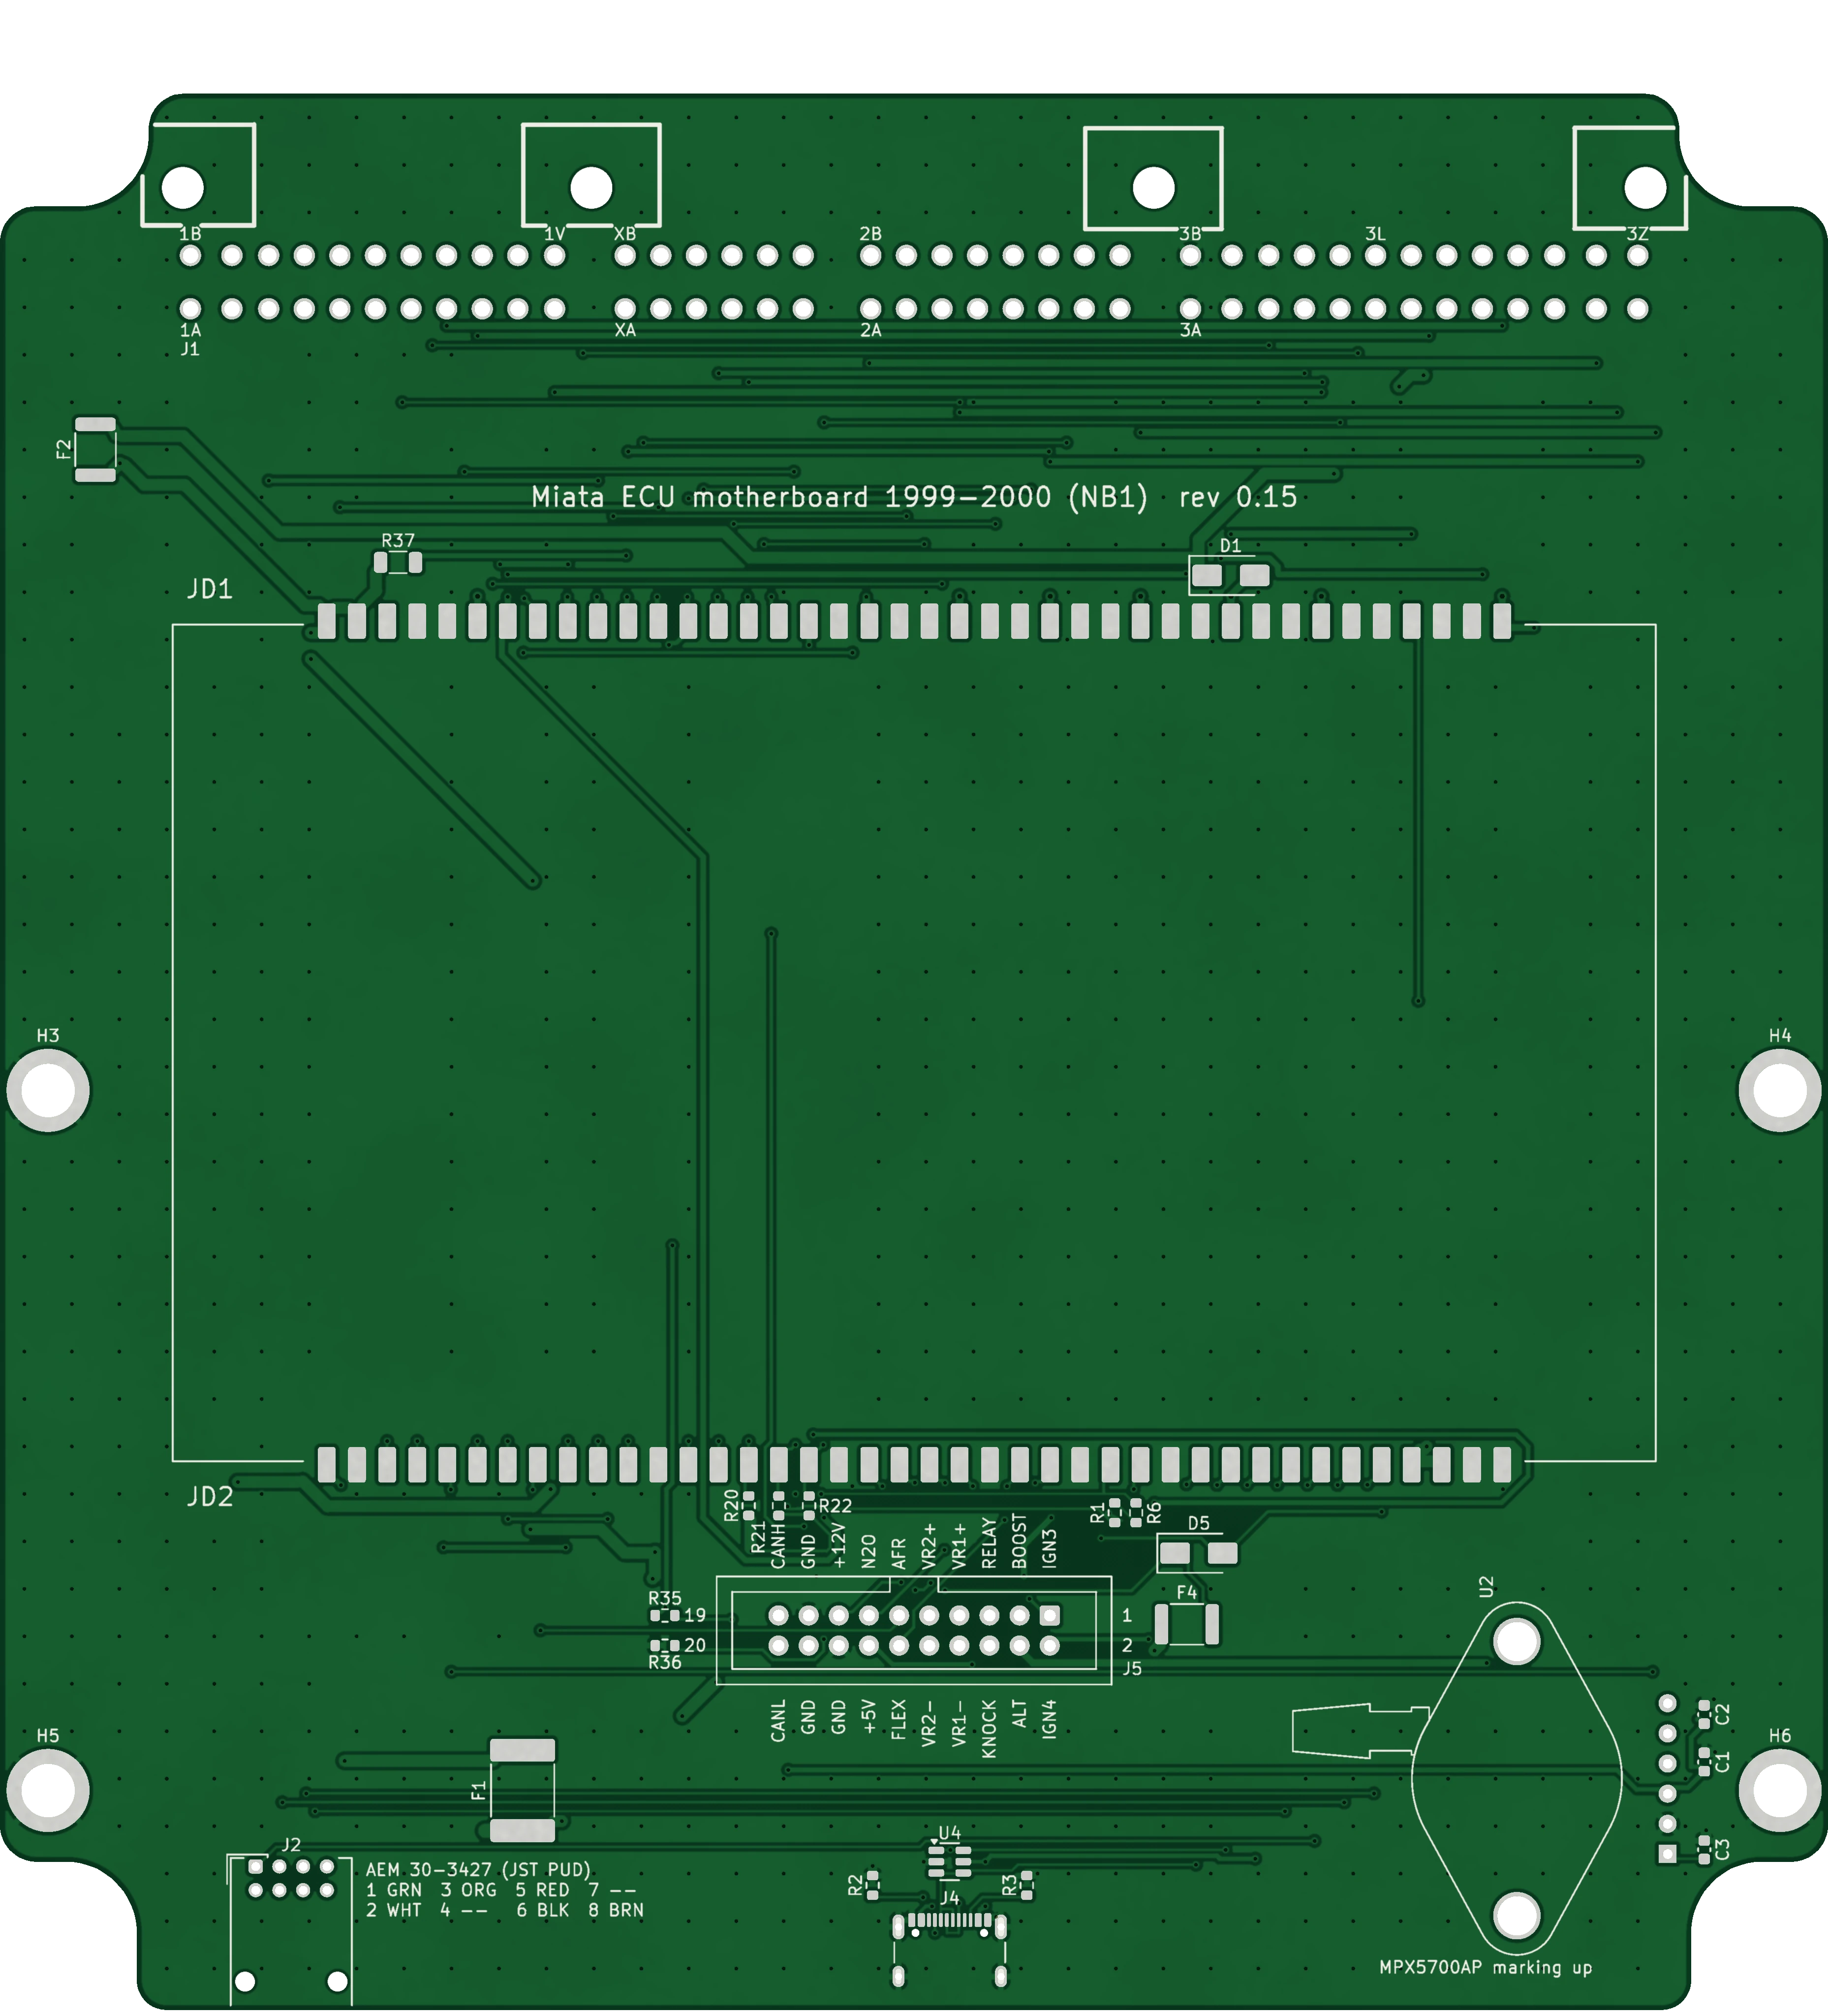 1B 1V XB 2B 3B 3L 3Z
1A XA 2A 3A
J1
F2
Miata ECU motherboard 1999-2000 (NB1) rev 0.15
R37 D1
JD1
H3 H4
JD2
R20 R21 R22 R1 R6
CANH GND +12V N2O AFR VR2+ VR1+ RELAY BOOST IGN3
D5
F4
U2
R35 19 1
20 2
R36 J5
CANL GND GND +5V FLEX VR2- VR1- KNOCK ALT IGN4
C2
H5 H6
C1
F1
U4
J2 C3
AEM 30-3427 (JST PUD)
1 GRN 3 ORG 5 RED 7 --
2 WHT 4 -- 6 BLK 8 BRN
R2 R3
J4
MPX5700AP marking up